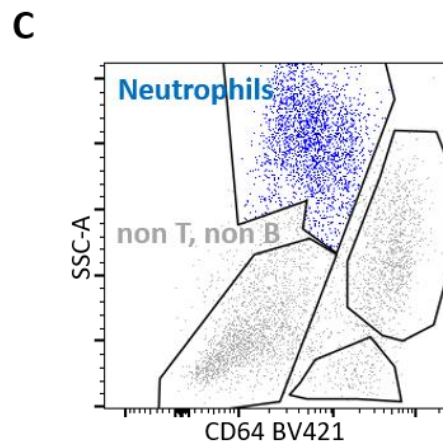 C
Neutrophils
non T, non B
SSC-A
CD64 BV421